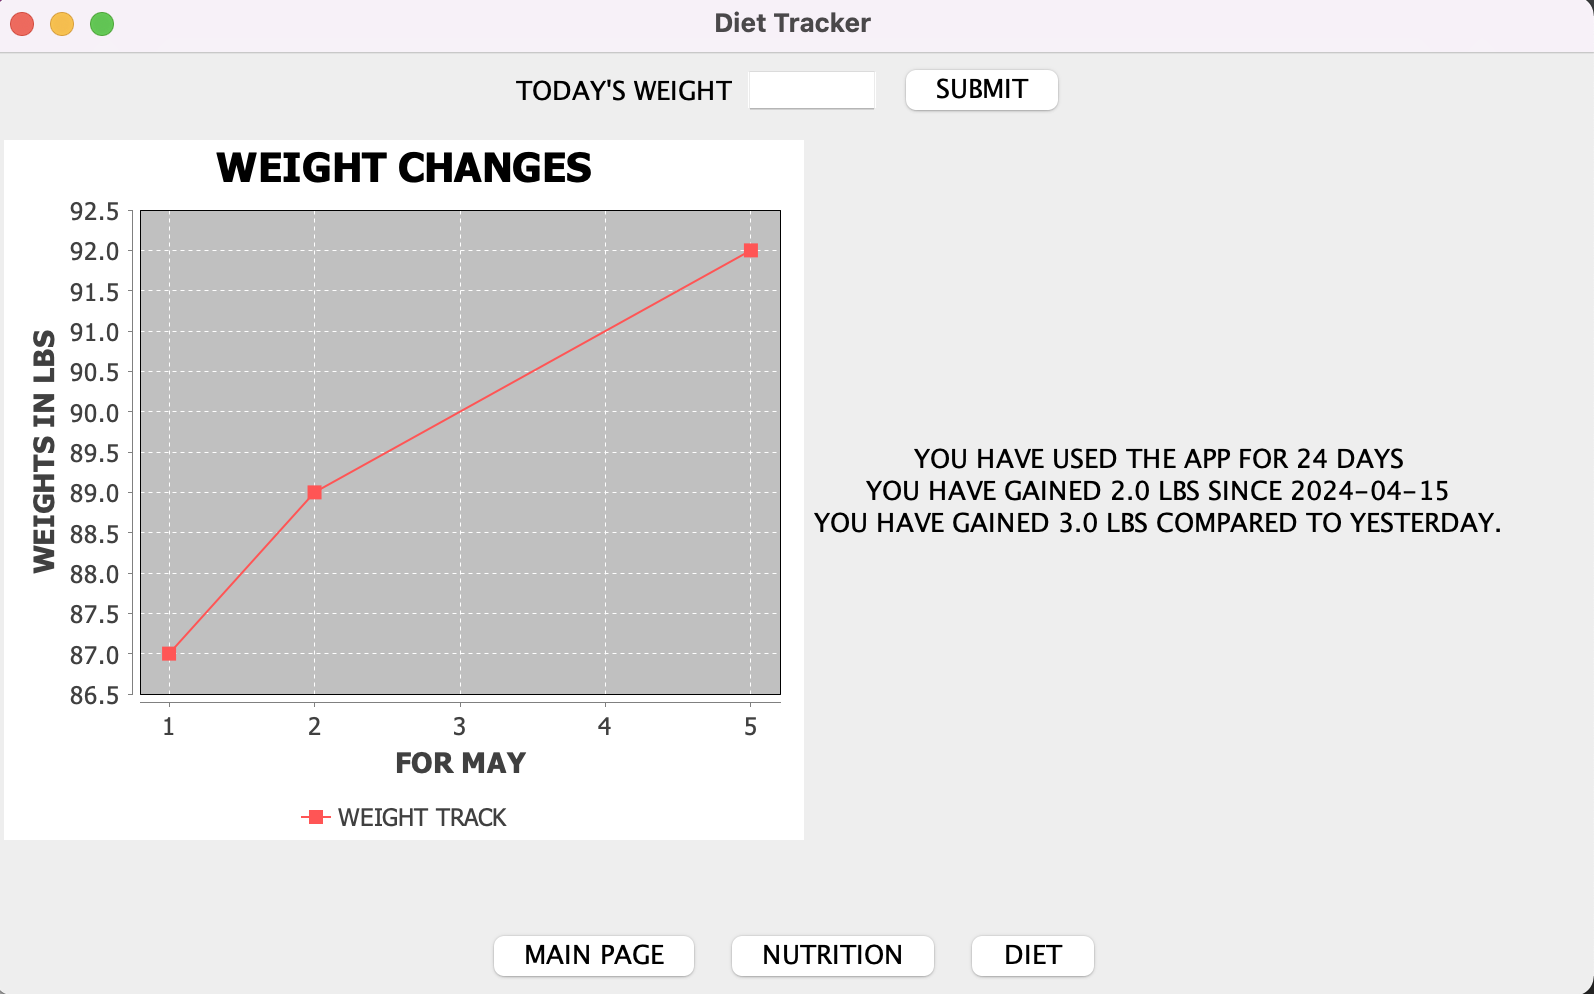 Diet Tracker
TODAY'S WEIGHT SUBMIT
WEIGHT CHANGES
92.5
92.0
91.5
91.0
90.5
90.0
89.5
89.0
88.5
88.0
87.5
87.0
86.5
WEIGHTS IN LBS
1 2 3 4 5
FOR MAY
WEIGHT TRACK
YOU HAVE USED THE APP FOR 24 DAYS
YOU HAVE GAINED 2.0 LBS SINCE 2024-04-15
YOU HAVE GAINED 3.0 LBS COMPARED TO YESTERDAY.
MAIN PAGE NUTRITION DIET